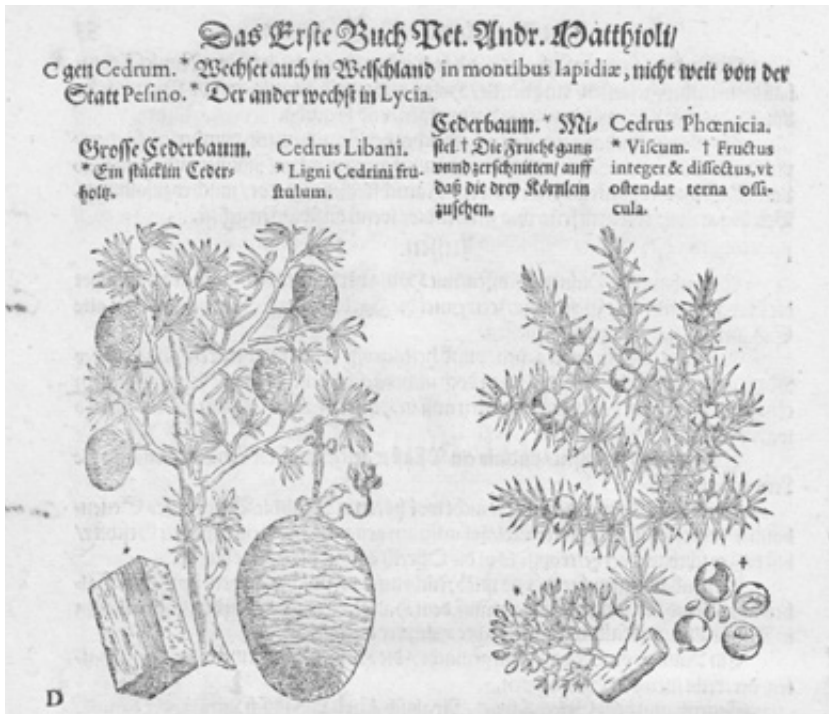 Das Erste Buch Pet. Andr. Matthioli/
C gen Cedrum. * Wechset auch in Welschland in montibus Iapidiæ, nicht weit von der
Statt Pesino. * Der ander wechst in Lycia.
Grosse Cederbaum.
* Ein stücklin Ceder-
holtz.
Cedrus Libani.
* Ligni Cedrini fru-
stulum.
Cederbaum. * Mi-
stel † Die Frucht gantz
vnnd zerschnitten/ auff
daß die drey Körnlein
zusehen.
Cedrus Phœnicia.
* Viscum. † Fructus
integer & dissectus, vt
ostendat terna ossi-
cula.
*
*
†
D